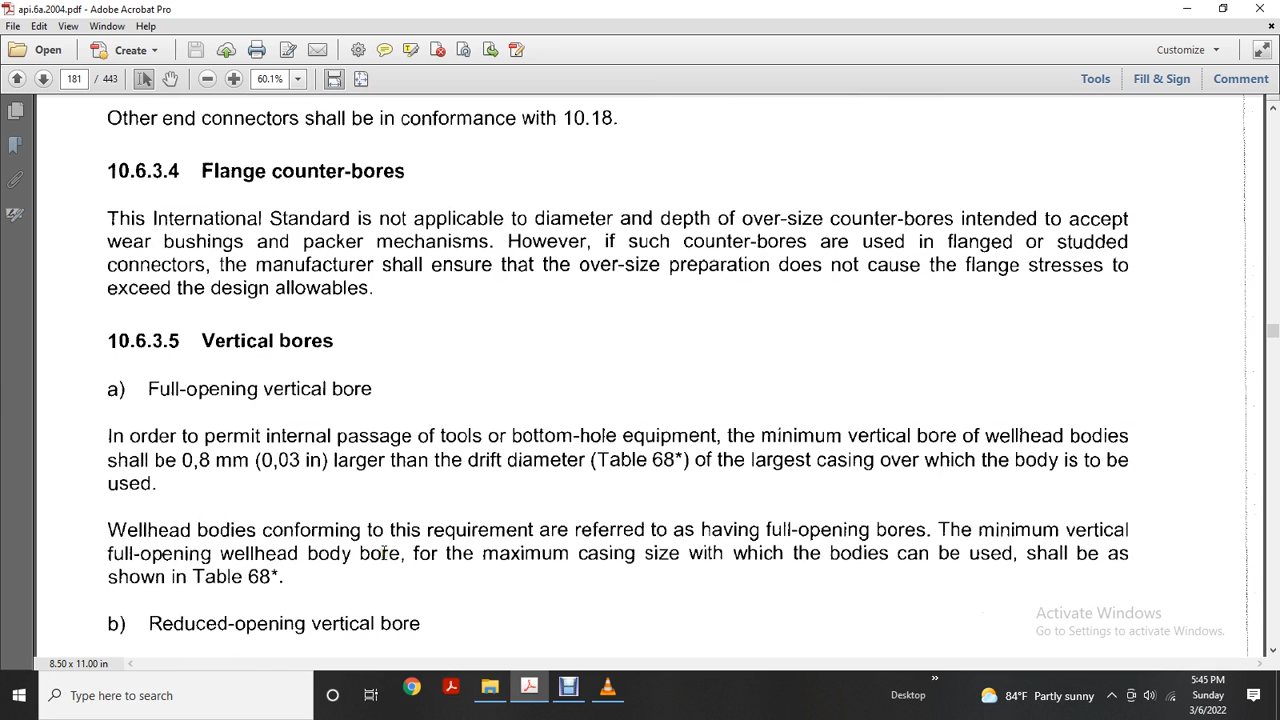 api.6a.2004.pdf - Adobe Acrobat Pro
File Edit View Window Help
Open Create Customize
181 / 443 60.1% Tools Fill & Sign Comment
Other end connectors shall be in conformance with 10.18.
10.6.3.4 Flange counter-bores
This International Standard is not applicable to diameter and depth of over-size counter-bores intended to accept
wear bushings and packer mechanisms. However, if such counter-bores are used in flanged or studded
connectors, the manufacturer shall ensure that the over-size preparation does not cause the flange stresses to
exceed the design allowables.
10.6.3.5 Vertical bores
a) Full-opening vertical bore
In order to permit internal passage of tools or bottom-hole equipment, the minimum vertical bore of wellhead bodies
shall be 0,8 mm (0,03 in) larger than the drift diameter (Table 68*) of the largest casing over which the body is to be
used.
Wellhead bodies conforming to this requirement are referred to as having full-opening bores. The minimum vertical
full-opening wellhead body bore, for the maximum casing size with which the bodies can be used, shall be as
shown in Table 68*.
b) Reduced-opening vertical bore
Activate Windows
Go to Settings to activate Windows.
8.50 x 11.00 in
Type here to search
Desktop
84°F Partly sunny
5:45 PM
Sunday
3/6/2022